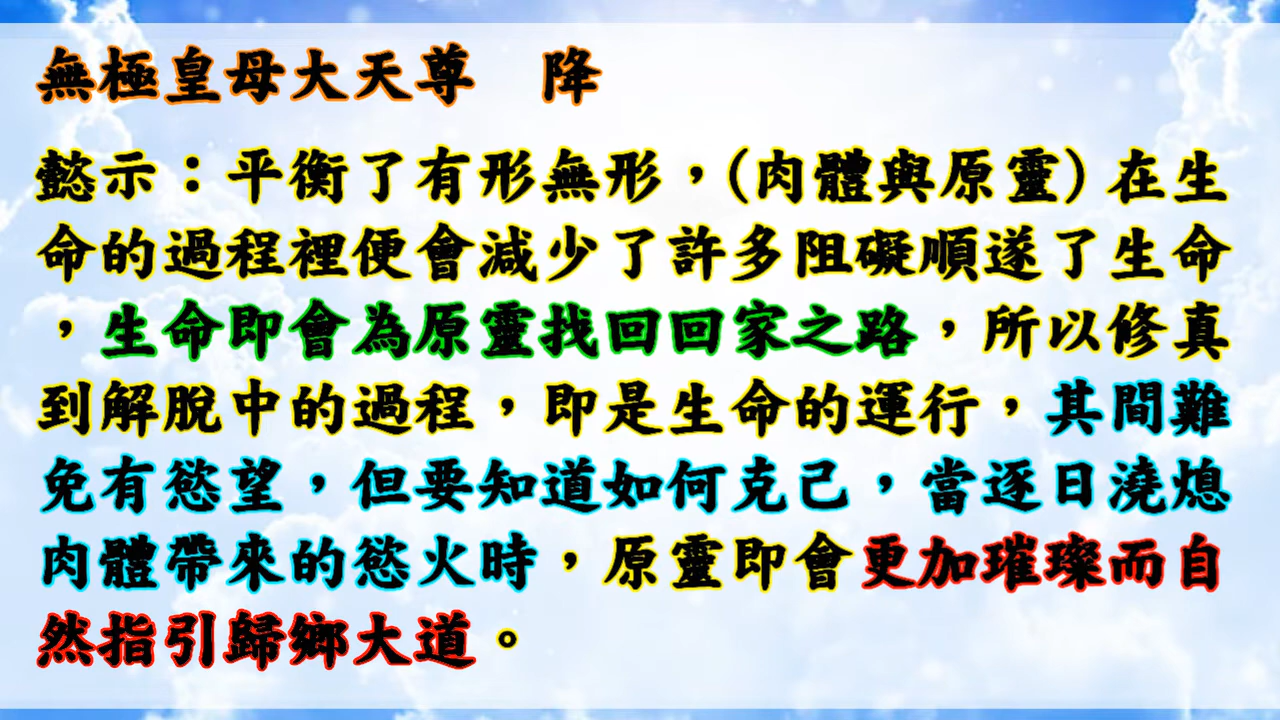 無極皇母大天尊　降
懿示：平衡了有形無形，(肉體與原靈) 在生
命的過程裡便會減少了許多阻礙順遂了生命
，生命即會為原靈找回回家之路，所以修真
到解脫中的過程，即是生命的運行，其間難
免有慾望，但要知道如何克己，當逐日澆熄
肉體帶來的慾火時，原靈即會更加璀璨而自
然指引歸鄉大道。